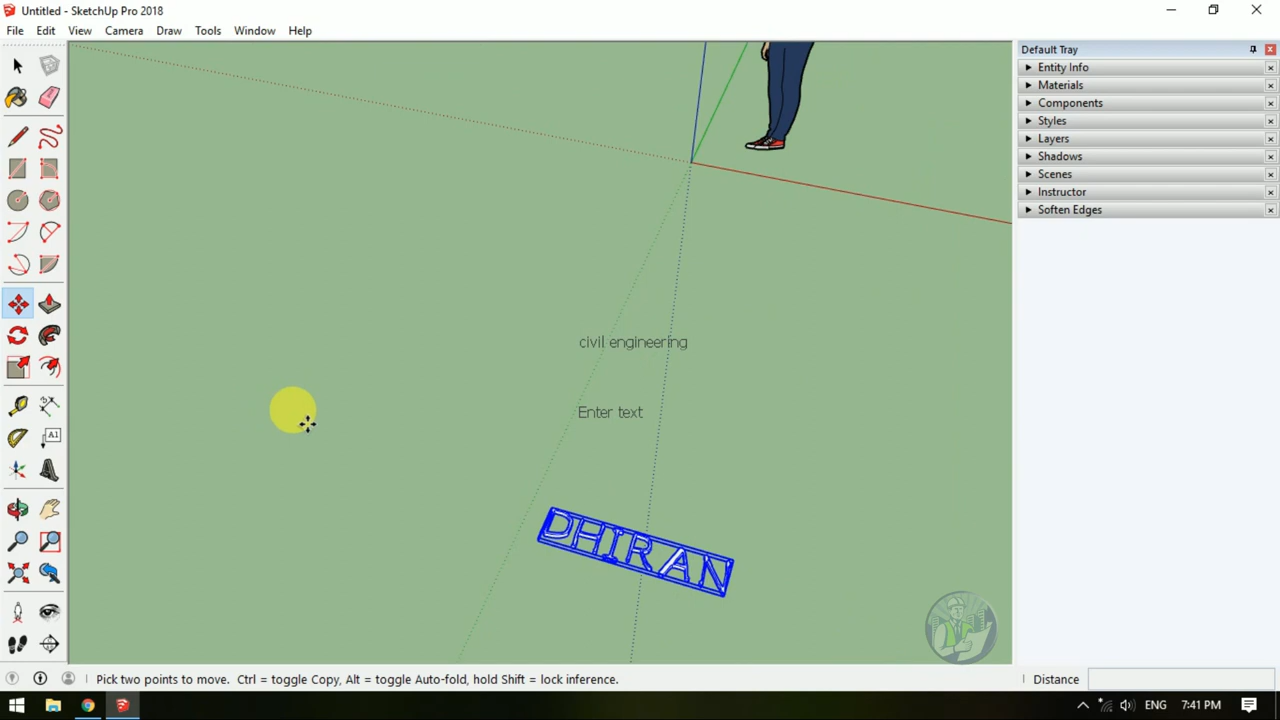 Untitled - SketchUp Pro 2018
File Edit View Camera Draw Tools Window Help
Default Tray
Entity Info
Materials
Components
Styles
Layers
Shadows
Scenes
Instructor
Soften Edges
A1
civil engineering
Enter text
DHIRAN
Pick two points to move. Ctrl = toggle Copy, Alt = toggle Auto-fold, hold Shift = lock inference.
Distance
ENG 7:41 PM